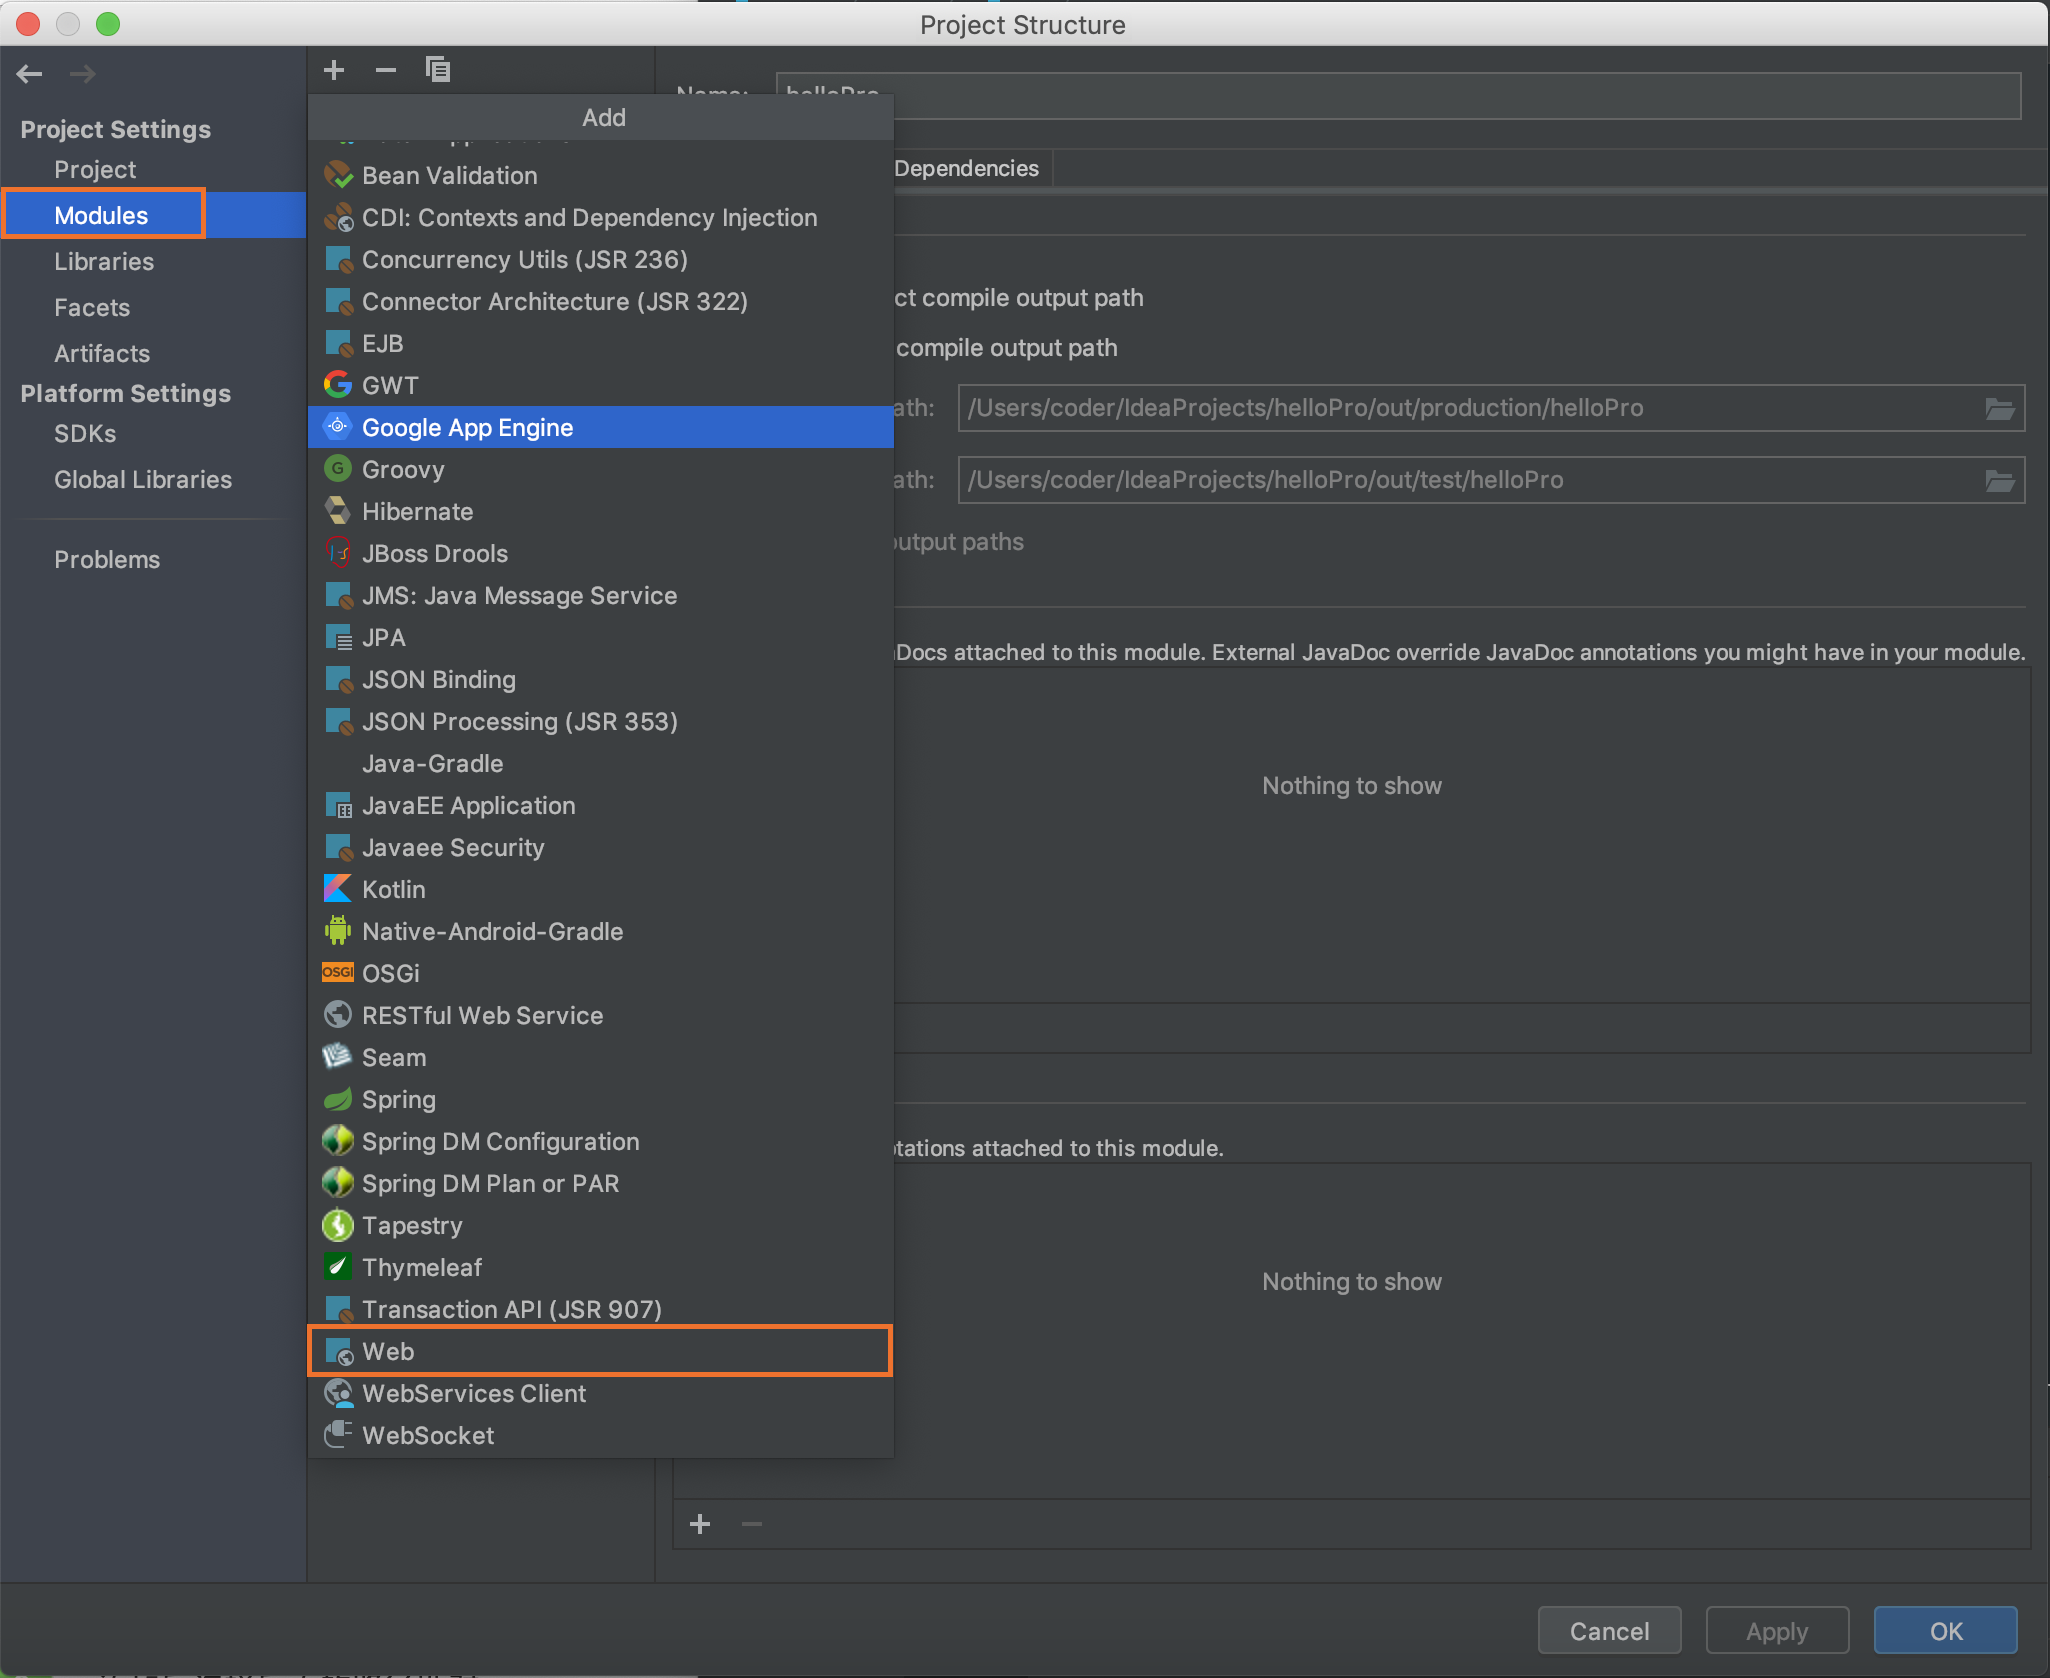 Project Structure
Project Settings
Project
Modules
Libraries
Facets
Artifacts
Platform Settings
SDKs
Global Libraries
Problems
Add
Bean Validation
CDI: Contexts and Dependency Injection
Concurrency Utils (JSR 236)
Connector Architecture (JSR 322)
EJB
GWT
Google App Engine
Groovy
Hibernate
JBoss Drools
JMS: Java Message Service
JPA
JSON Binding
JSON Processing (JSR 353)
Java-Gradle
JavaEE Application
Javaee Security
Kotlin
Native-Android-Gradle
OSGi OSGi
RESTful Web Service
Seam
Spring
Spring DM Configuration
Spring DM Plan or PAR
Tapestry
Thymeleaf
Transaction API (JSR 907)
Web
WebServices Client
WebSocket
Name: helloPro
Dependencies
ct compile output path
compile output path
ath: /Users/coder/IdeaProjects/helloPro/out/production/helloPro
ath: /Users/coder/IdeaProjects/helloPro/out/test/helloPro
output paths
aDocs attached to this module. External JavaDoc override JavaDoc annotations you might have in your module.
Nothing to show
tations attached to this module.
Nothing to show
Cancel
Apply
OK